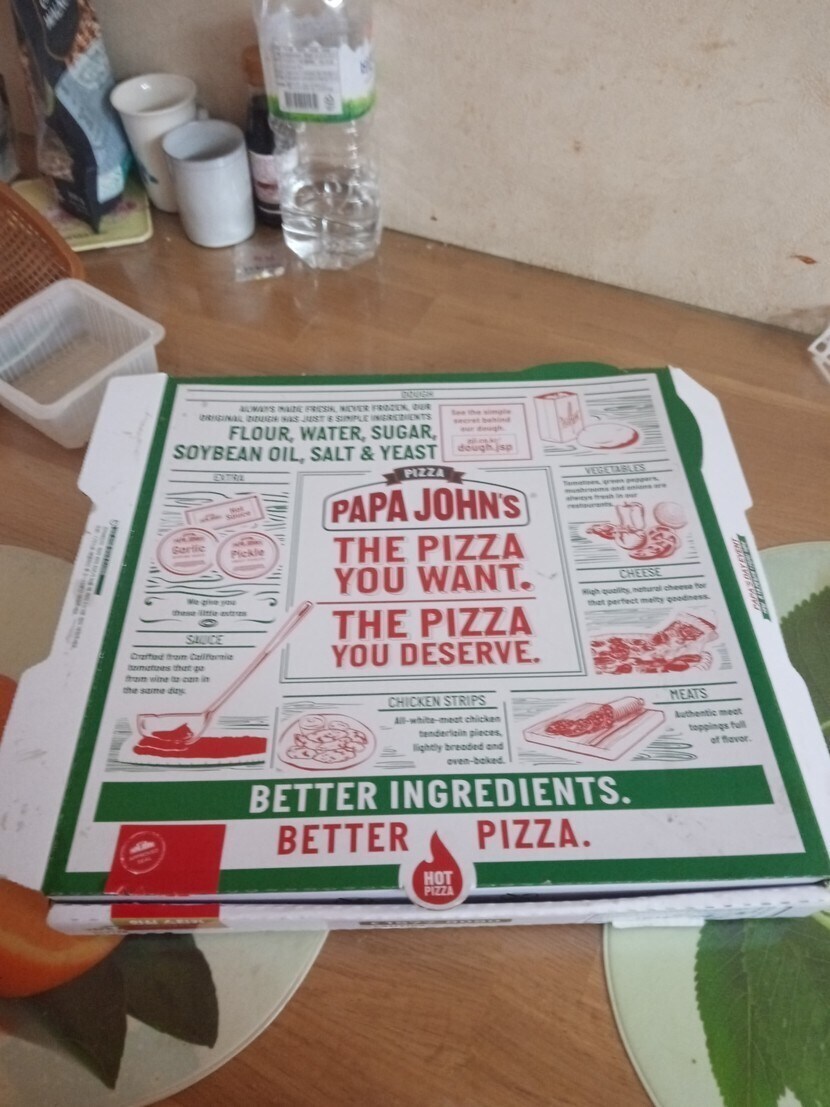 DOUGH
ALWAYS MADE FRESH, NEVER FROZEN, OUR
ORIGINAL DOUGH HAS JUST 6 SIMPLE INGREDIENTS
FLOUR, WATER, SUGAR,
SOYBEAN OIL, SALT & YEAST
See the simple
secret behind
our dough.
dough.jsp
EXTRA
Hot
Garlic
Pickle
We give you
these little extras
SAUCE
Crafted from California
tomatoes that go
from vine to can in
the same day.
PIZZA
PAPA JOHN'S
THE PIZZA
YOU WANT.
THE PIZZA
YOU DESERVE.
VEGETABLES
Tomatoes, green peppers,
mushrooms and onions are
always fresh in our
restaurants.
CHEESE
High quality, natural cheese for
that perfect melty goodness.
CHICKEN STRIPS
All-white-meat chicken
tenderloin pieces,
lightly breaded and
oven-baked.
MEATS
Authentic meat
toppings full
of flavor.
BETTER INGREDIENTS.
BETTER PIZZA.
HOT
PIZZA